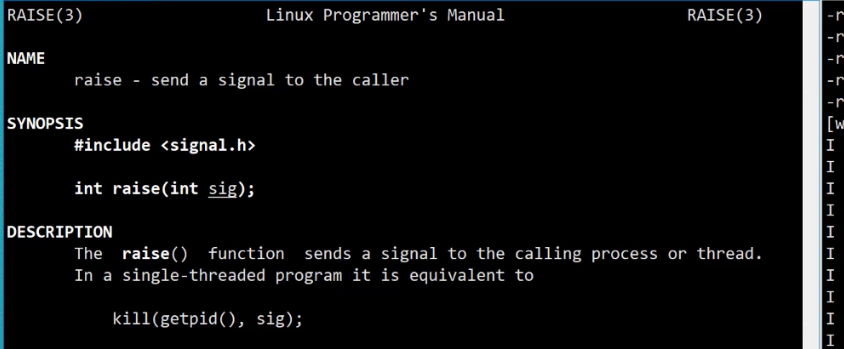 RAISE(3) Linux Programmer's Manual RAISE(3)
NAME
raise - send a signal to the caller
SYNOPSIS
#include <signal.h>
int raise(int sig);
DESCRIPTION
The raise() function sends a signal to the calling process or thread.
In a single-threaded program it is equivalent to
kill(getpid(), sig);
-r
-r
-r
-r
-r
[w
I
I
I
I
I
I
I
I
I
I